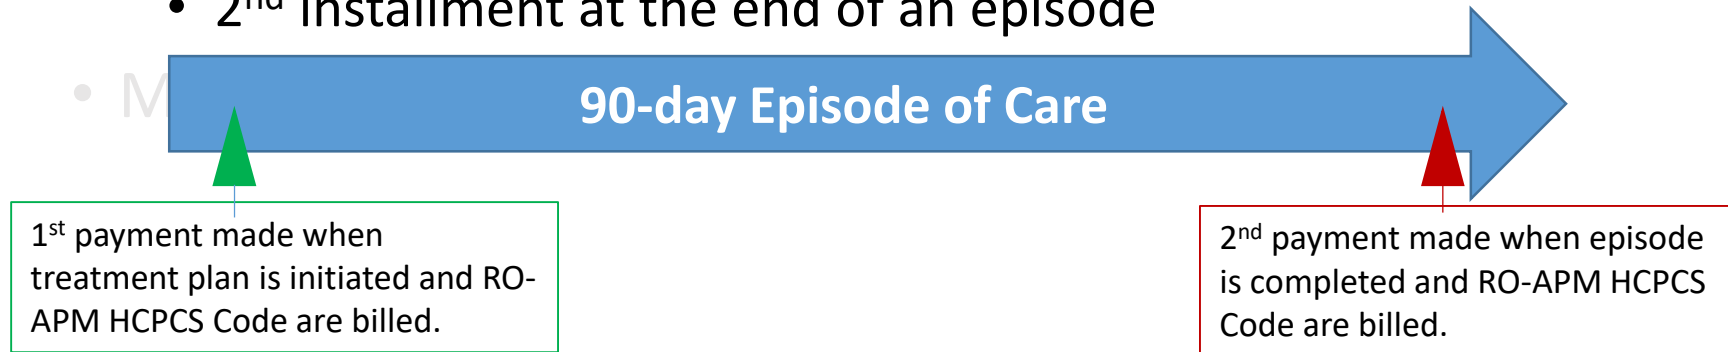 • 2nd Installment at the end of an episode
• M
90-day Episode of Care
1st payment made when
treatment plan is initiated and RO-
APM HCPCS Code are billed.
2nd payment made when episode
is completed and RO-APM HCPCS
Code are billed.